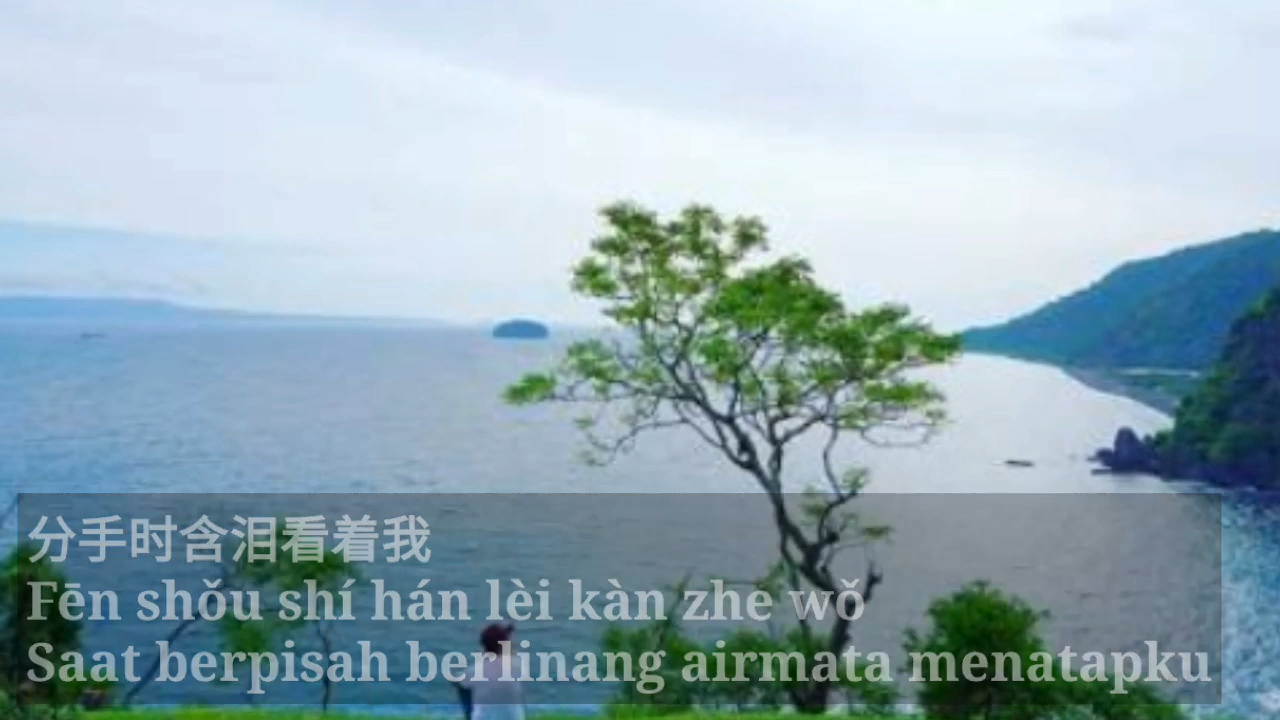 分手时含泪看着我
Fēn shǒu shí hán lèi kàn zhe wǒ
Saat berpisah berlinang airmata menatapku